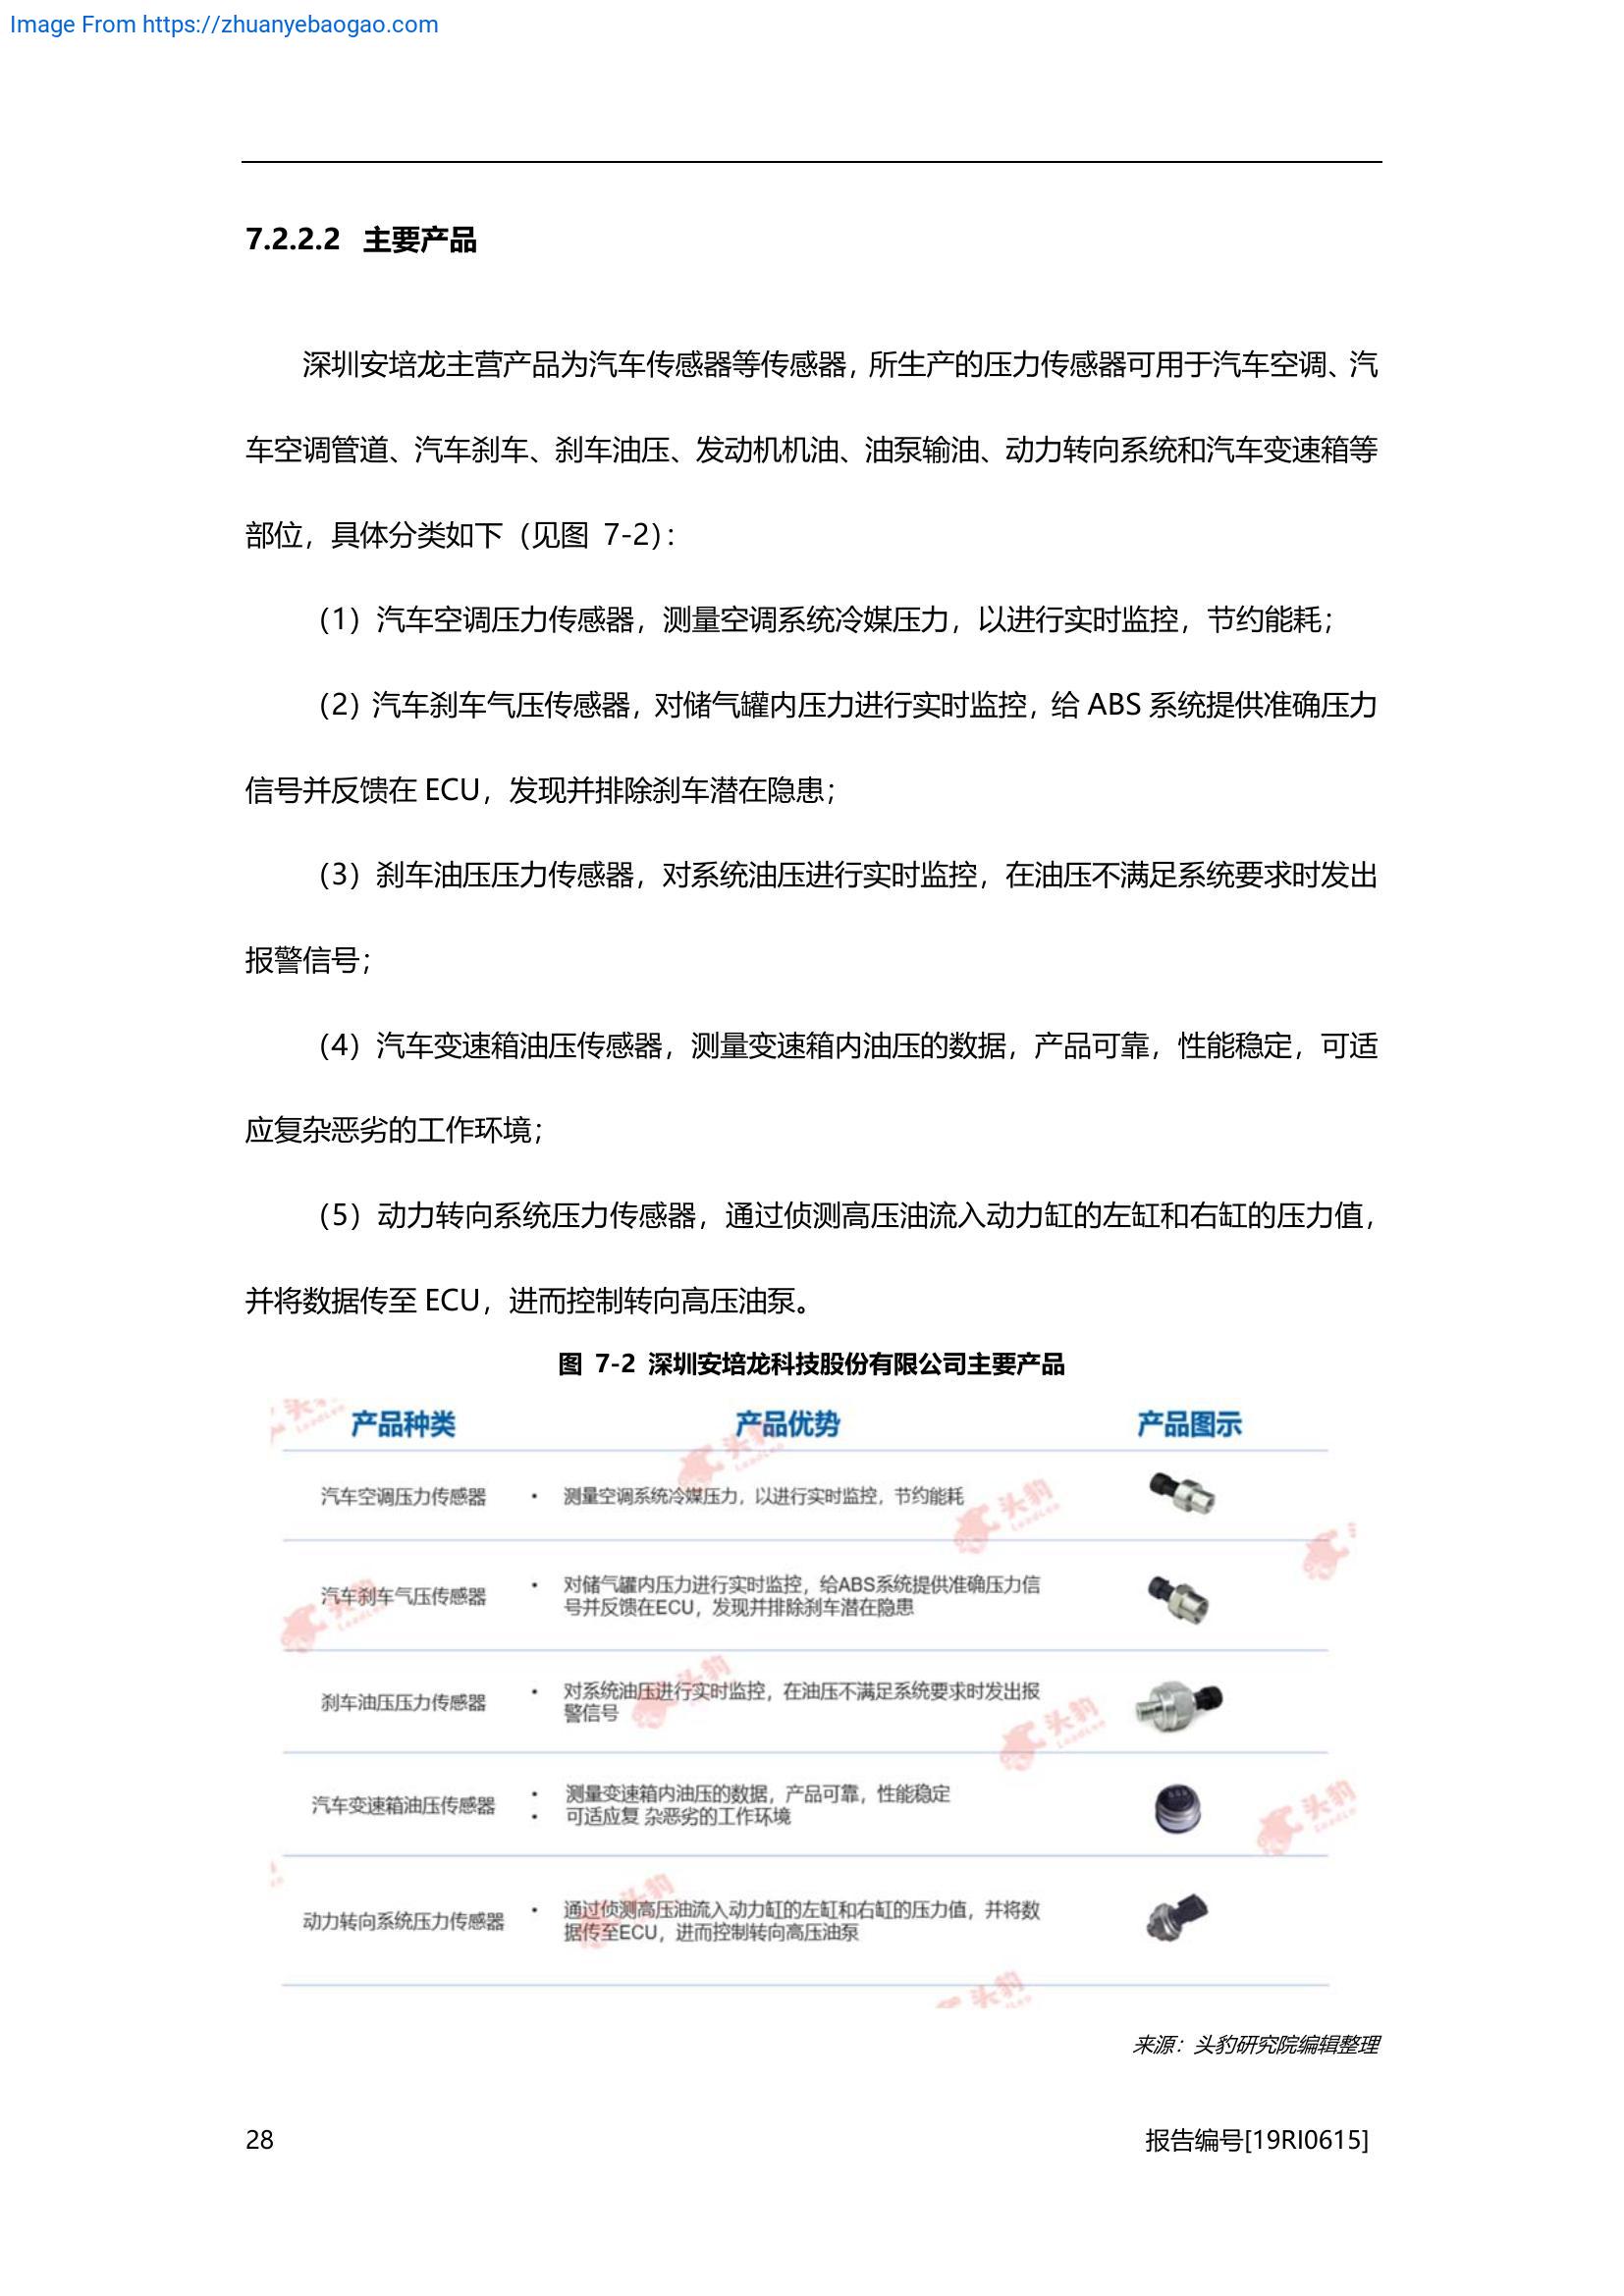 Image From https://zhuanyebaogao.com
7.2.2.2 主要产品
深圳安培龙主营产品为汽车传感器等传感器，所生产的压力传感器可用于汽车空调、汽
车空调管道、汽车刹车、刹车油压、发动机机油、油泵输油、动力转向系统和汽车变速箱等
部位，具体分类如下（见图 7-2）：
（1）汽车空调压力传感器，测量空调系统冷媒压力，以进行实时监控，节约能耗；
（2）汽车刹车气压传感器，对储气罐内压力进行实时监控，给 ABS 系统提供准确压力
信号并反馈在 ECU，发现并排除刹车潜在隐患；
（3）刹车油压压力传感器，对系统油压进行实时监控，在油压不满足系统要求时发出
报警信号；
（4）汽车变速箱油压传感器，测量变速箱内油压的数据，产品可靠，性能稳定，可适
应复杂恶劣的工作环境；
（5）动力转向系统压力传感器，通过侦测高压油流入动力缸的左缸和右缸的压力值，
并将数据传至 ECU，进而控制转向高压油泵。
图 7-2 深圳安培龙科技股份有限公司主要产品
产品种类 产品优势 产品图示
汽车空调压力传感器 • 测量空调系统冷媒压力，以进行实时监控，节约能耗
汽车刹车气压传感器 • 对储气罐内压力进行实时监控，给ABS系统提供准确压力信
号并反馈在ECU，发现并排除刹车潜在隐患
刹车油压压力传感器 • 对系统油压进行实时监控，在油压不满足系统要求时发出报
警信号
汽车变速箱油压传感器 • 测量变速箱内油压的数据，产品可靠，性能稳定
• 可适应复 杂恶劣的工作环境
动力转向系统压力传感器 • 通过侦测高压油流入动力缸的左缸和右缸的压力值，并将数
据传至ECU，进而控制转向高压油泵
头豹
LeadLeo
来源：头豹研究院编辑整理
28 报告编号[19RI0615]